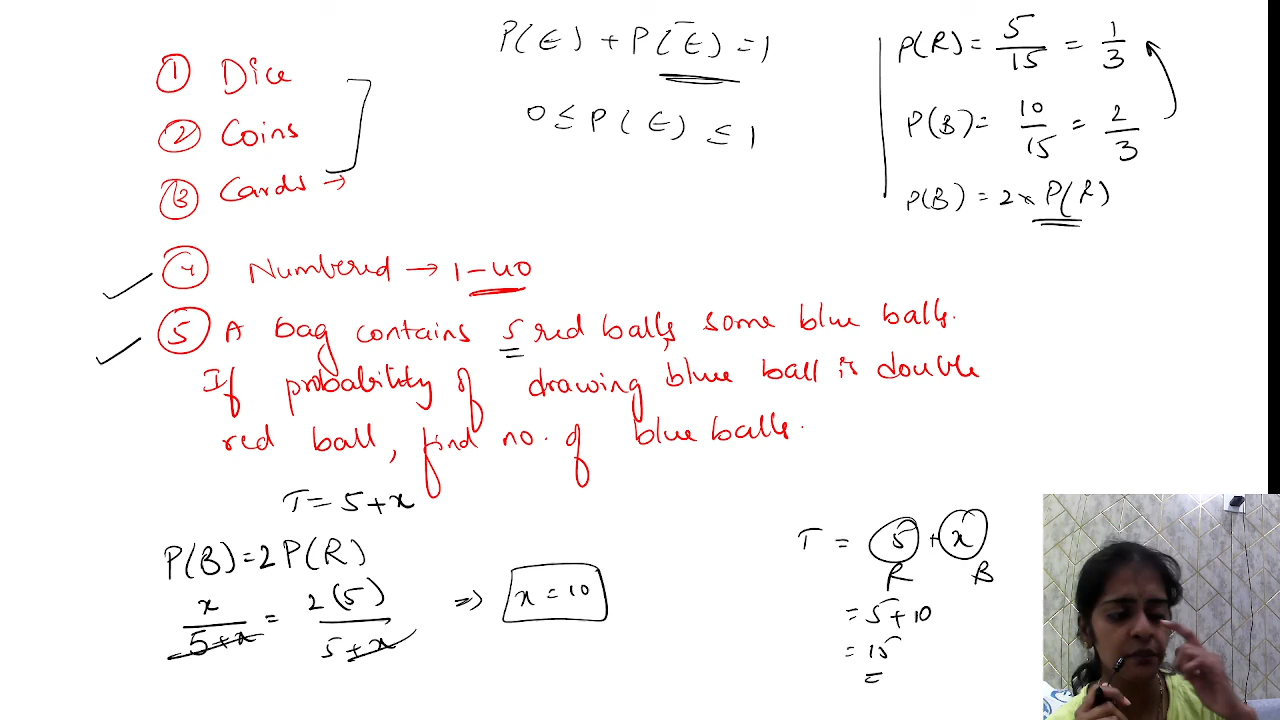 ① Dice
② Coins
③ Cards →
P(E) + P(Ē) = 1
0 ≤ P(E) ≤ 1
P(R) = 5/15 = 1/3
P(B) = 10/15 = 2/3
P(B) = 2 × P(R)
④ Numbered → 1-40
⑤ A bag contains 5 red balls, some blue balls.
If probability of drawing blue ball is double
red ball, find no. of blue balls.
T = 5+x
P(B) = 2P(R)
x/5+x = 2(5)/5+x ⇒ x = 10
T = 5 + x
R B
= 5+10
= 15